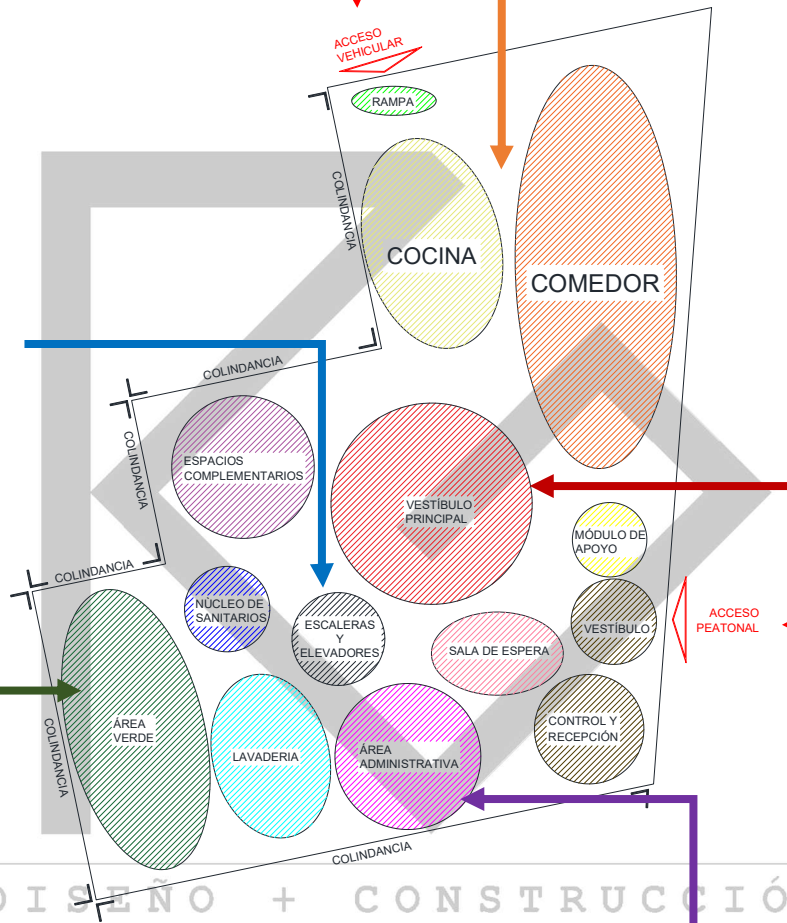 ACCESO
VEHICULAR
RAMPA
COLINDANCIA
COCINA
COMEDOR
COLINDANCIA
COLINDANCIA
ESPACIOS
COMPLEMENTARIOS
VESTÍBULO
PRINCIPAL
MÓDULO DE
APOYO
COLINDANCIA
NÚCLEO DE
SANITARIOS
ESCALERAS
Y
ELEVADORES
SALA DE ESPERA
VESTÍBULO
ACCESO
PEATONAL
ÁREA
VERDE
LAVADERIA
ÁREA
ADMINISTRATIVA
CONTROL Y
RECEPCIÓN
COLINDANCIA
COLINDANCIA
DISEÑO + CONSTRUCCIÓ